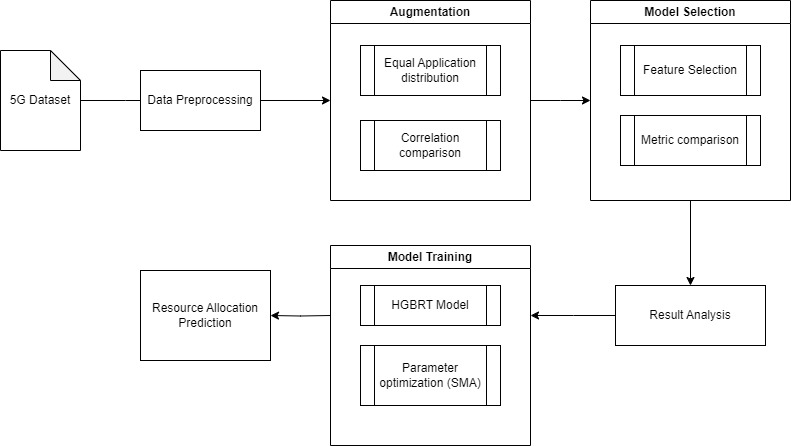 5G Dataset
Data Preprocessing
Augmentation
Equal Application
distribution
Correlation
comparison
Model Selection
Feature Selection
Metric comparison
Result Analysis
Model Training
HGBRT Model
Parameter
optimization (SMA)
Resource Allocation
Prediction